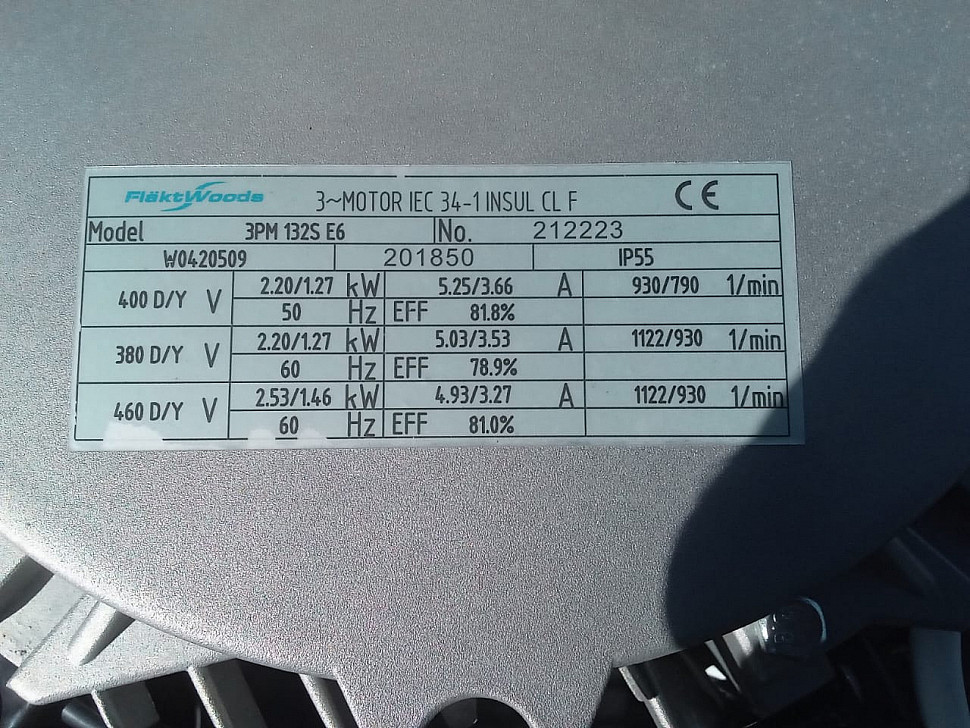 FläktWoods 3~MOTOR IEC 34-1 INSUL CL F CE
Model 3PM 132S E6 No. 212223
W0420509 201850 IP55
400 D/Y V 2.20/1.27 kW 5.25/3.66 A 930/790 1/min
50 Hz EFF 81.8%
380 D/Y V 2.20/1.27 kW 5.03/3.53 A 1122/930 1/min
60 Hz EFF 78.9%
460 D/Y V 2.53/1.46 kW 4.93/3.27 A 1122/930 1/min
60 Hz EFF 81.0%